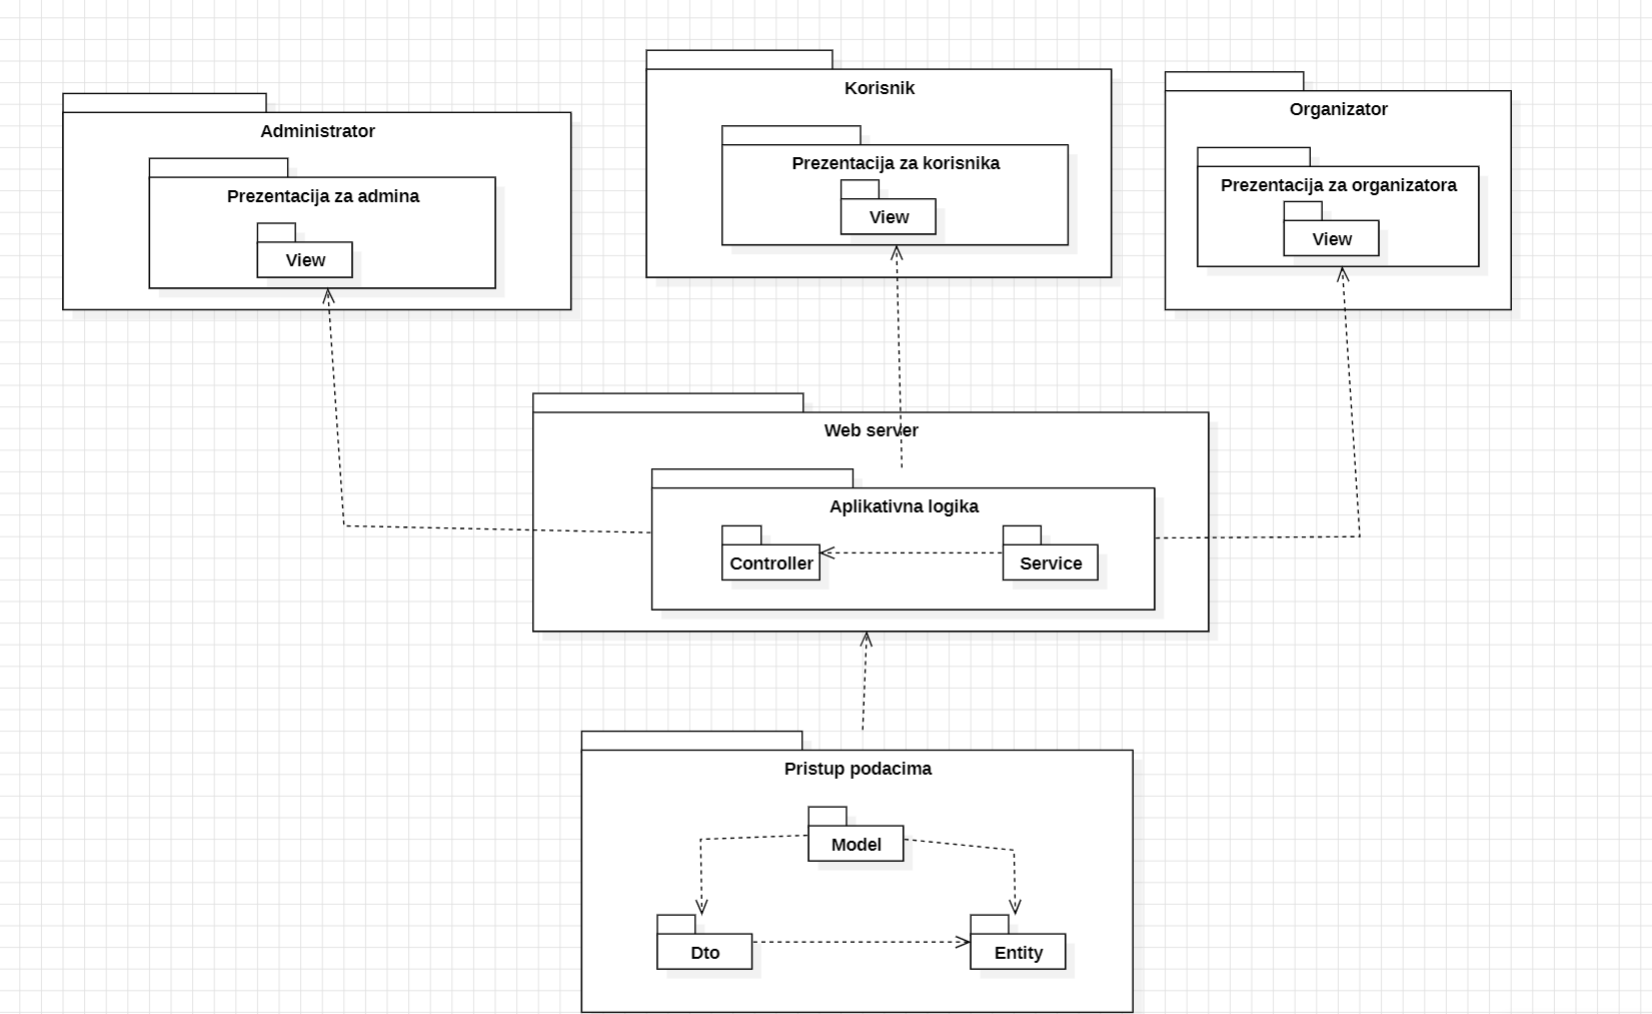 Administrator
Prezentacija za admina
View
Korisnik
Prezentacija za korisnika
View
Organizator
Prezentacija za organizatora
View
Web server
Aplikativna logika
Controller
Service
Pristup podacima
Model
Dto
Entity